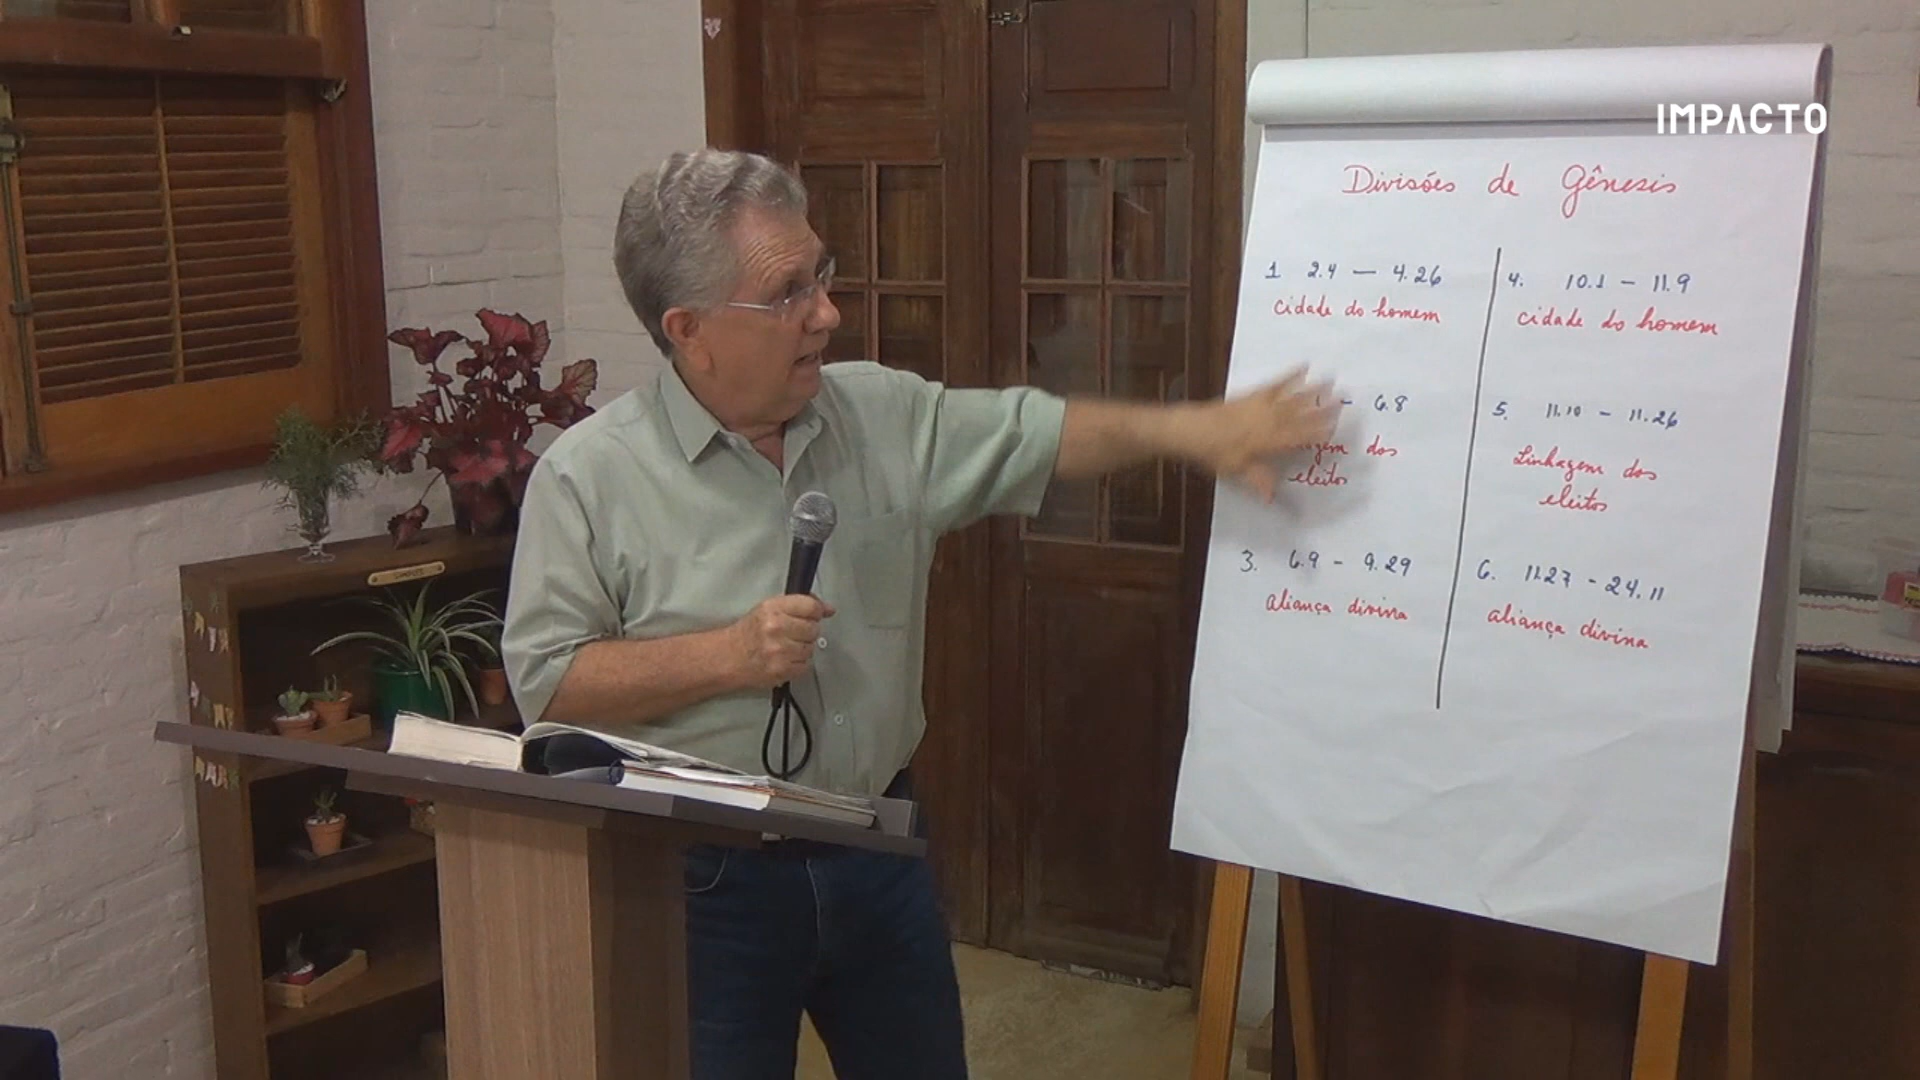 IMPACTO
Divisões de Gênesis
1 2.4 — 4.26
cidade do homem
- 6.8
dos
eleitos
3. 6.9 - 9.29
aliança divina
4. 10.1 - 11.9
cidade do homem
5. 11.10 - 11.26
Linhagem dos
eleitos
6. 11.27 - 24.11
aliança divina